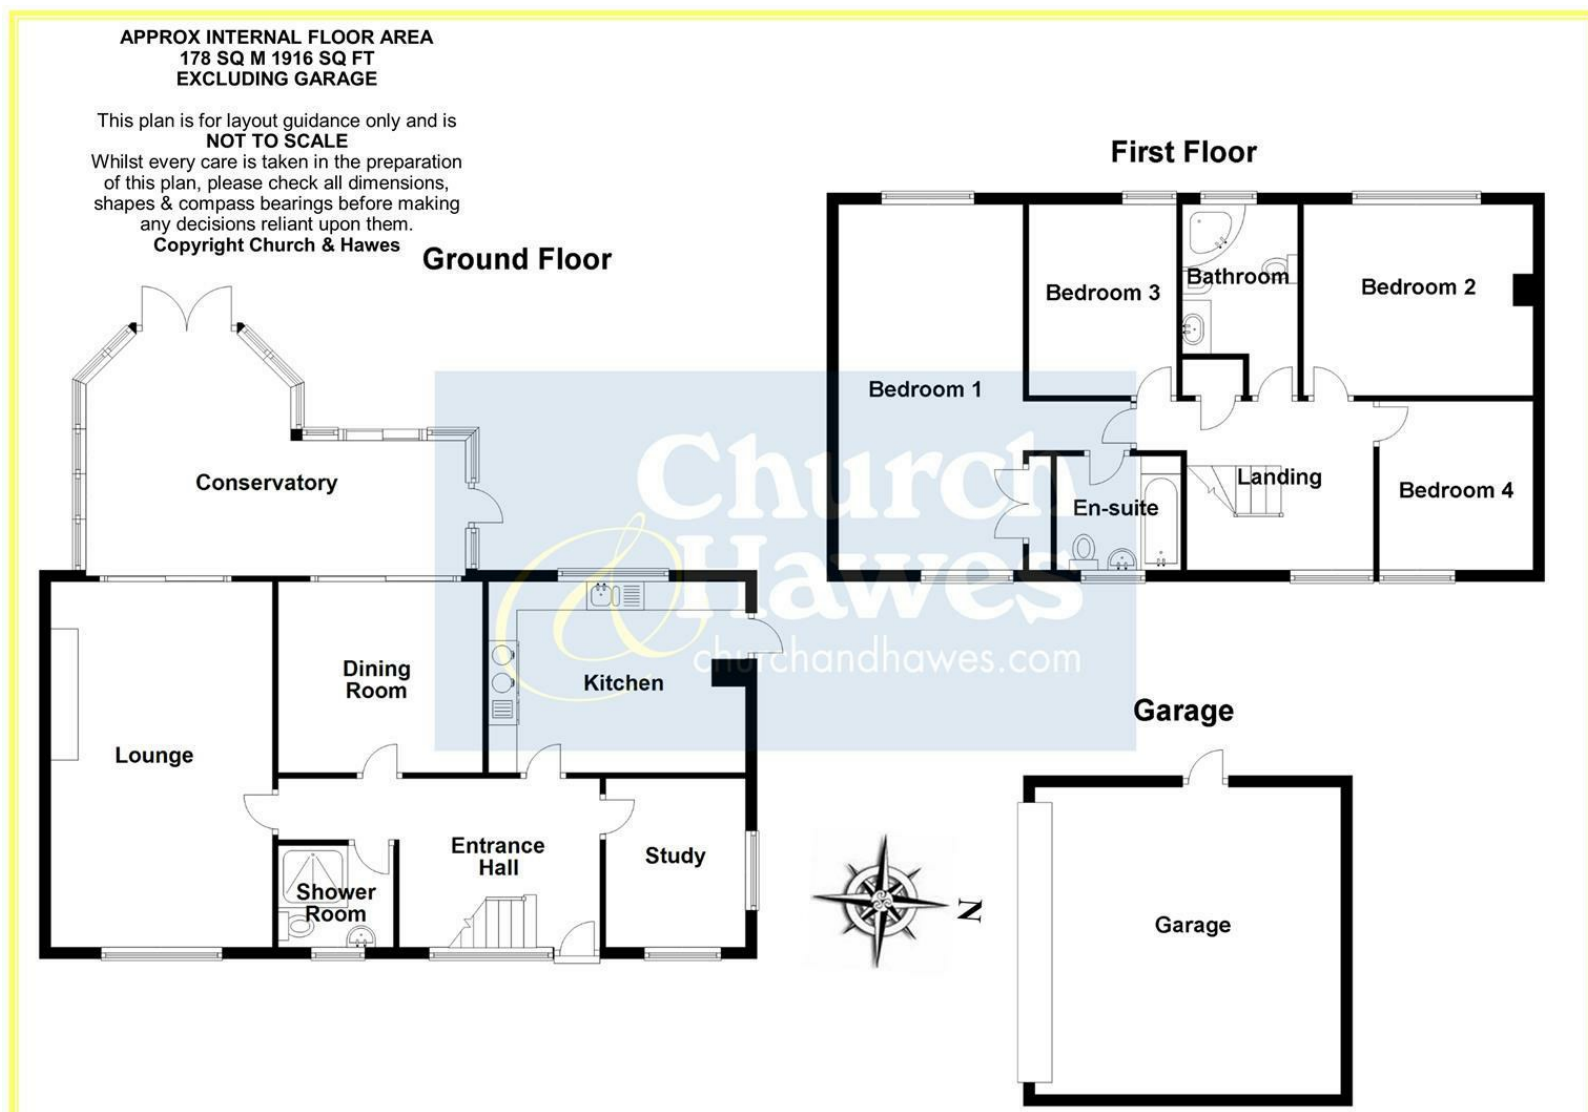 APPROX INTERNAL FLOOR AREA
178 SQ M 1916 SQ FT
EXCLUDING GARAGE
This plan is for layout guidance only and is
NOT TO SCALE
Whilst every care is taken in the preparation
of this plan, please check all dimensions,
shapes & compass bearings before making
any decisions reliant upon them.
Copyright Church & Hawes
Ground Floor
Conservatory
Lounge
Dining
Room
Kitchen
Entrance
Hall
Study
Shower
Room
First Floor
Bedroom 1
Bedroom 3
Bathroom
Bedroom 2
Landing
En-suite
Bedroom 4
Church
& Hawes
churchandhawes.com
Garage
Garage
N